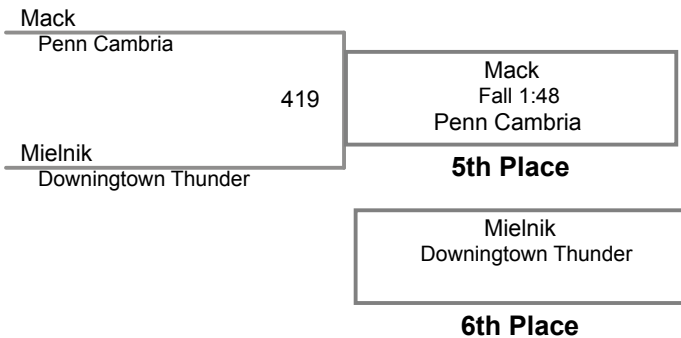 Mack
Penn Cambria
419
Mielnik
Downingtown Thunder
Mack
Fall 1:48
Penn Cambria
5th Place
Mielnik
Downingtown Thunder
6th Place